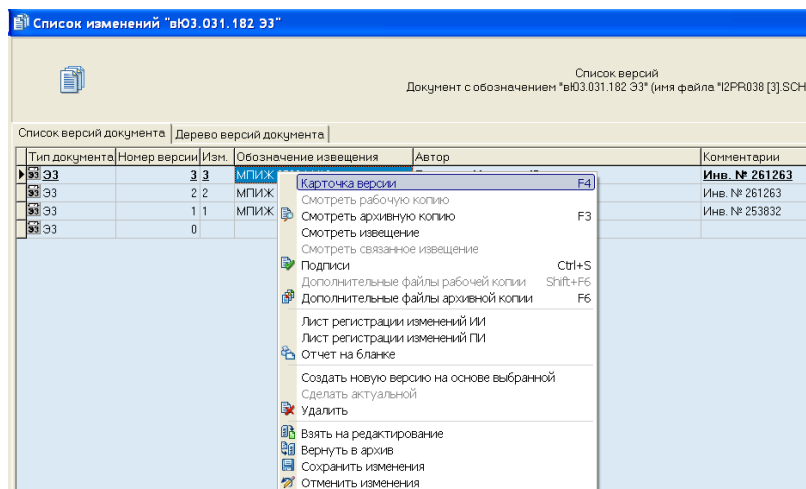 Список изменений "вЮ3.031.182 Э3"
Список версий
Документ с обозначением "вЮ3.031.182 Э3" (имя файла "I2PR038 [3].SCH
Список версий документа Дерево версий документа
Тип документа Номер версии Изм. Обозначение извещения Автор Комментарии
Э3 3 3 МПИЖ Инв. № 261263
Э3 2 2 МПИЖ Инв. № 261263
Э3 1 1 МПИЖ Инв. № 253832
Э3 0
Карточка версии F4
Смотреть рабочую копию
Смотреть архивную копию F3
Смотреть извещение
Смотреть связанное извещение
Подписи Ctrl+S
Дополнительные файлы рабочей копии Shift+F6
Дополнительные файлы архивной копии F6
Лист регистрации изменений ИИ
Лист регистрации изменений ПИ
Отчет на бланке
Создать новую версию на основе выбранной
Сделать актуальной
Удалить
Взять на редактирование
Вернуть в архив
Сохранить изменения
Отменить изменения